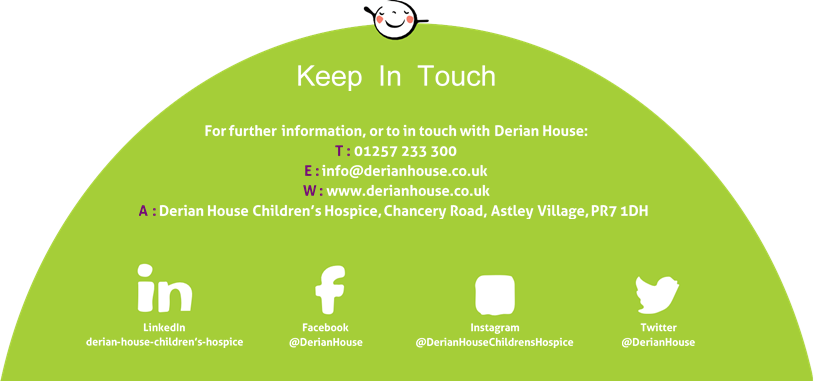 Keep In Touch
For further information, or to in touch with Derian House:
T : 01257 233 300
E : info@derianhouse.co.uk
W : www.derianhouse.co.uk
A : Derian House Children's Hospice, Chancery Road, Astley Village, PR7 1DH
in
f
LinkedIn
derian-house-children's-hospice
Facebook
@DerianHouse
Instagram
@DerianHouseChildrensHospice
Twitter
@DerianHouse